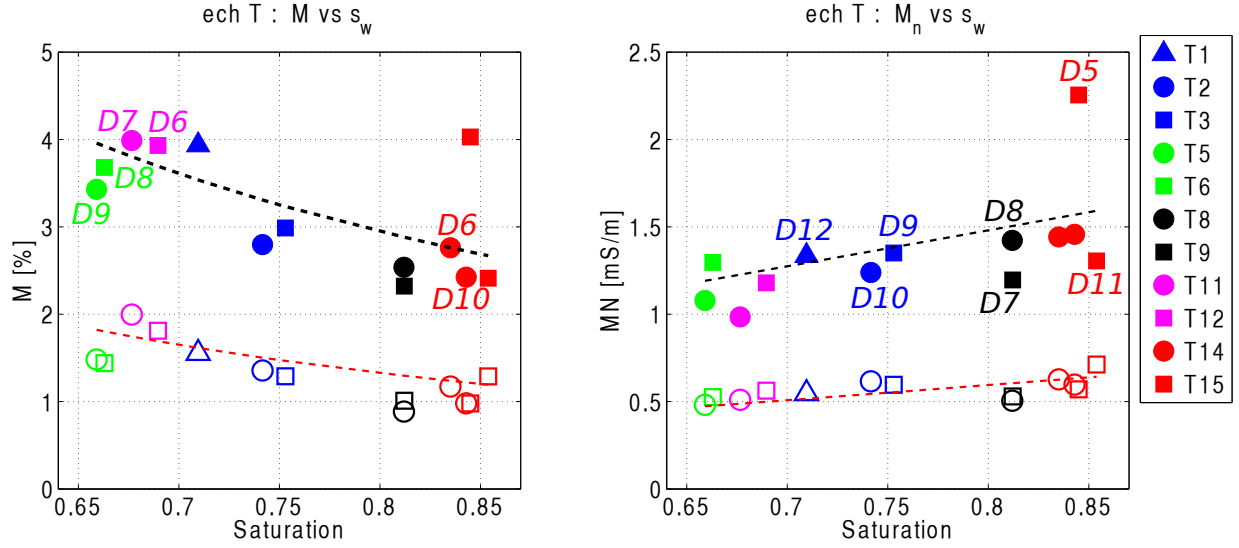 ech T : M vs s_w
5
4
3
2
1
0
M [%]
D7 D6
D8
D9
D6
D10
0.65 0.7 0.75 0.8 0.85
Saturation
ech T : M_n vs s_w
2.5
2
1.5
1
0.5
0
MN [mS/m]
D5
D12 D9 D8
D10 D7 D11
0.65 0.7 0.75 0.8 0.85
Saturation
T1
T2
T3
T5
T6
T8
T9
T11
T12
T14
T15